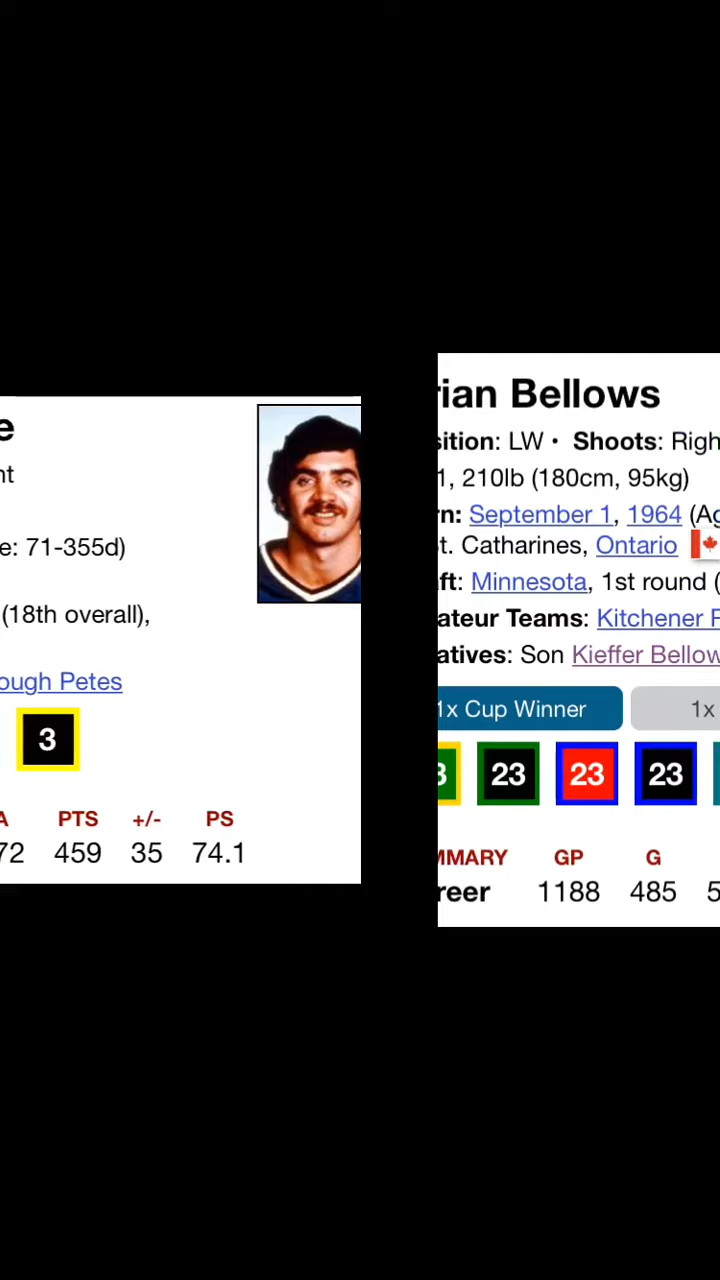 e
nt
e: 71-355d)
(18th overall),
ough Petes
3
A PTS +/- PS
72 459 35 74.1
rian Bellows
sition: LW • Shoots: Righ
1, 210lb (180cm, 95kg)
rn: September 1, 1964 (Ag
t. Catharines, Ontario
ft: Minnesota, 1st round (
ateur Teams: Kitchener R
atives: Son Kieffer Bellow
1x Cup Winner 1x
3 23 23 23
MMARY GP G
reer 1188 485 5